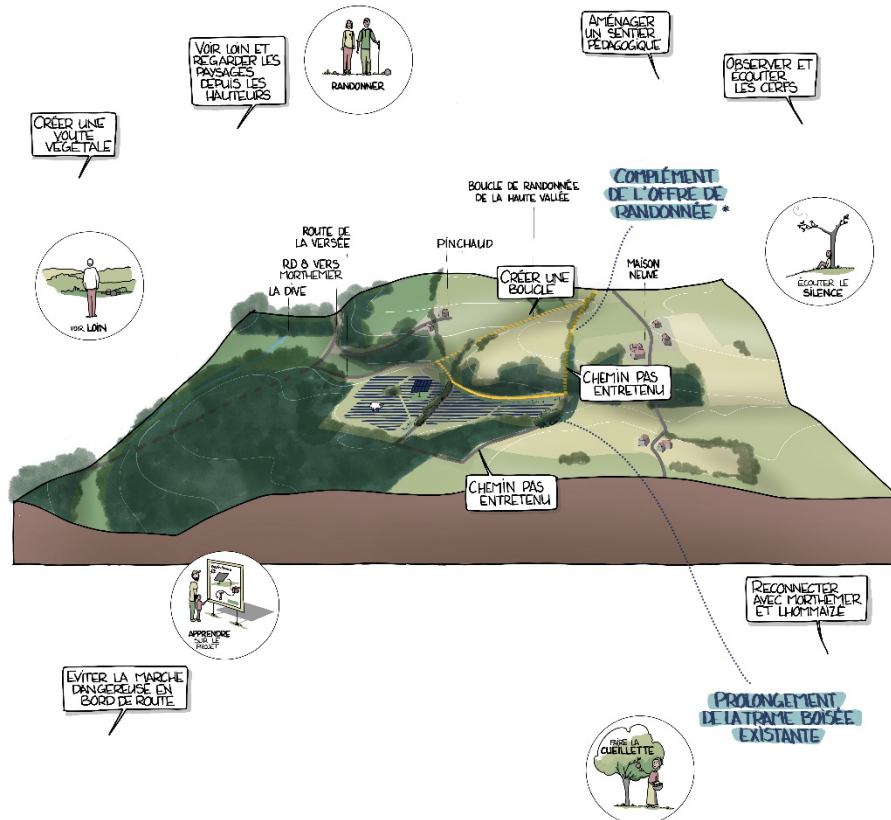 VOIR LOIN ET
REGARDER LES
PAYSAGES
DEPUIS LES
HAUTEURS
RANDONNER
AMÉNAGER
UN SENTIER
PÉDAGOGIQUE
OBSERVER ET
ÉCOUTER
LES CERFS
CRÉER UNE
VOUTE
VÉGÉTALE
BOUCLE DE RANDONNÉE
DE LA HAUTE VALLÉE
COMPLÉMENT
DE L'OFFRE DE
RANDONNÉE *
ROUTE DE
LA VERSÉE
PINCHAUD
RD 8 VERS
MORTHEMER
LA DIVE
CRÉER UNE
BOUCLE
MAISON
NEUVE
ÉCOUTER LE
SILENCE
VOIR LOIN
CHEMIN PAS
ENTRETENU
CHEMIN PAS
ENTRETENU
APPRENDRE
SUR LE
PROJET
RECONNECTER
AVEC MORTHEMER
ET LHOMMAIZÉ
EVITER LA MARCHE
DANGEREUSE EN
BORD DE ROUTE
PROLONGEMENT
DE LA TRAME BOISÉE
EXISTANTE
FAIRE LA
CUEILLETTE